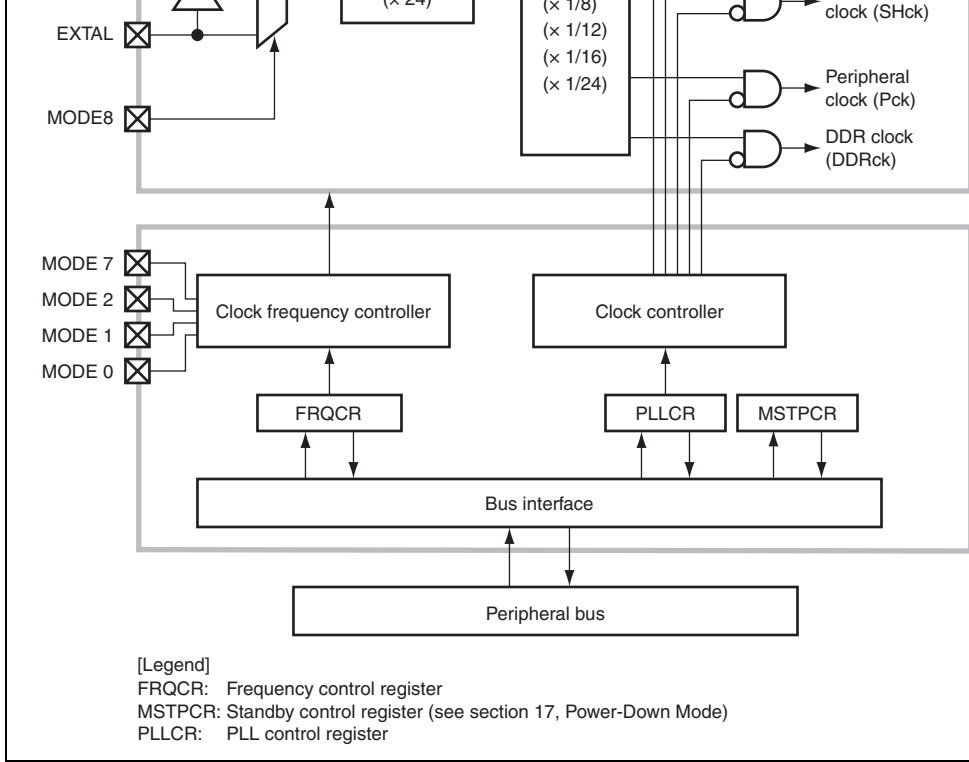 (× 24)
(× 1/8)
(× 1/12)
(× 1/16)
(× 1/24)
clock (SHck)
EXTAL
Peripheral
clock (Pck)
MODE8
DDR clock
(DDRck)
MODE 7
MODE 2
MODE 1
MODE 0
Clock frequency controller
Clock controller
FRQCR
PLLCR
MSTPCR
Bus interface
Peripheral bus
[Legend]
FRQCR: Frequency control register
MSTPCR: Standby control register (see section 17, Power-Down Mode)
PLLCR: PLL control register